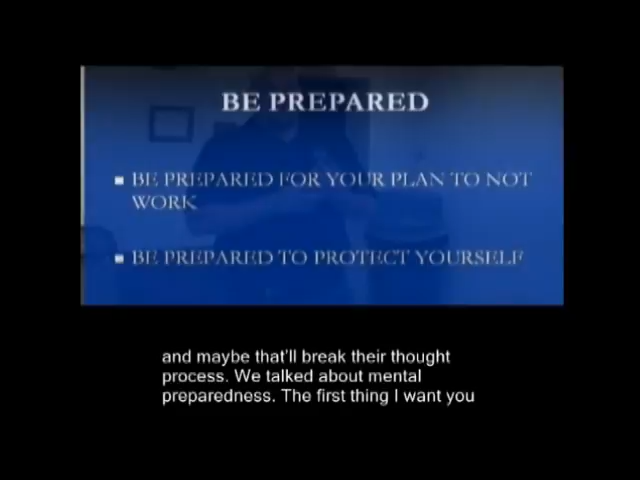 BE PREPARED
BE PREPARED FOR YOUR PLAN TO NOT
WORK
BE PREPARED TO PROTECT YOURSELF
and maybe that'll break their thought
process. We talked about mental
preparedness. The first thing I want you